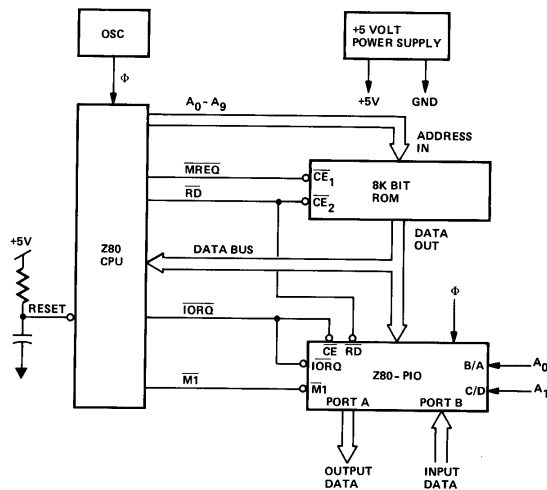 OSC
+5 VOLT
POWER SUPPLY
Φ
+5V
GND
A0 - A9
ADDRESS
IN
MREQ
CE1
8K BIT
ROM
RD
CE2
+5V
Z80
CPU
DATA BUS
DATA
OUT
Φ
RESET
IORQ
CE
RD
IORQ
Z80 - PIO
B/A
A0
M1
M1
C/D
A1
PORT A
PORT B
OUTPUT
DATA
INPUT
DATA